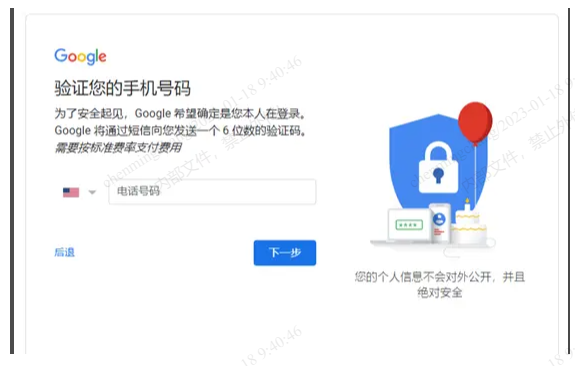 Google
验证您的手机号码
为了安全起见，Google 希望确定是您本人在登录。
Google 将通过短信向您发送一个 6 位数的验证码。
需要按标准费率支付费用
电话号码
后退
下一步
您的个人信息不会对外公开，并且
绝对安全
2023-01-18 9:40:46
内部文件，禁止外
18 9:40:46